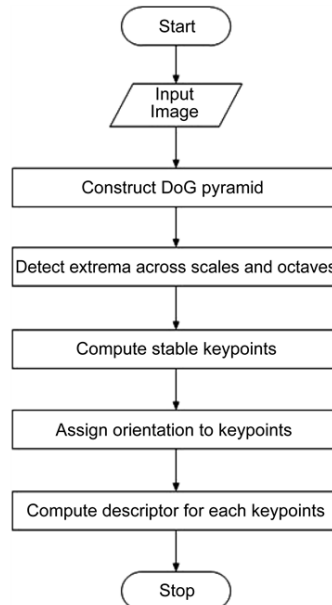 Start
Input
Image
Construct DoG pyramid
Detect extrema across scales and octaves
Compute stable keypoints
Assign orientation to keypoints
Compute descriptor for each keypoints
Stop